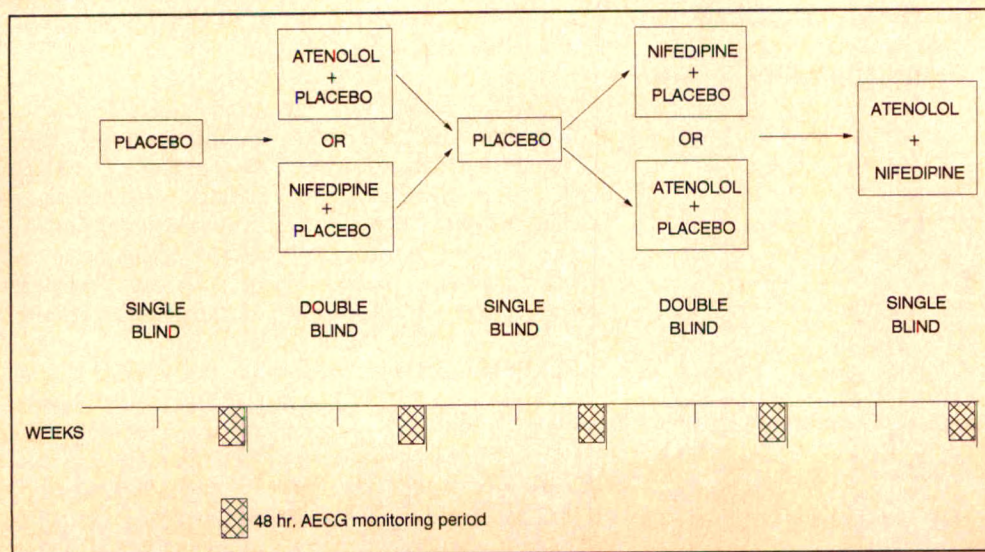 PLACEBO
ATENOLOL
+
PLACEBO
OR
NIFEDIPINE
+
PLACEBO
PLACEBO
NIFEDIPINE
+
PLACEBO
OR
ATENOLOL
+
PLACEBO
ATENOLOL
+
NIFEDIPINE
SINGLE
BLIND
DOUBLE
BLIND
SINGLE
BLIND
DOUBLE
BLIND
SINGLE
BLIND
WEEKS
48 hr. AECG monitoring period